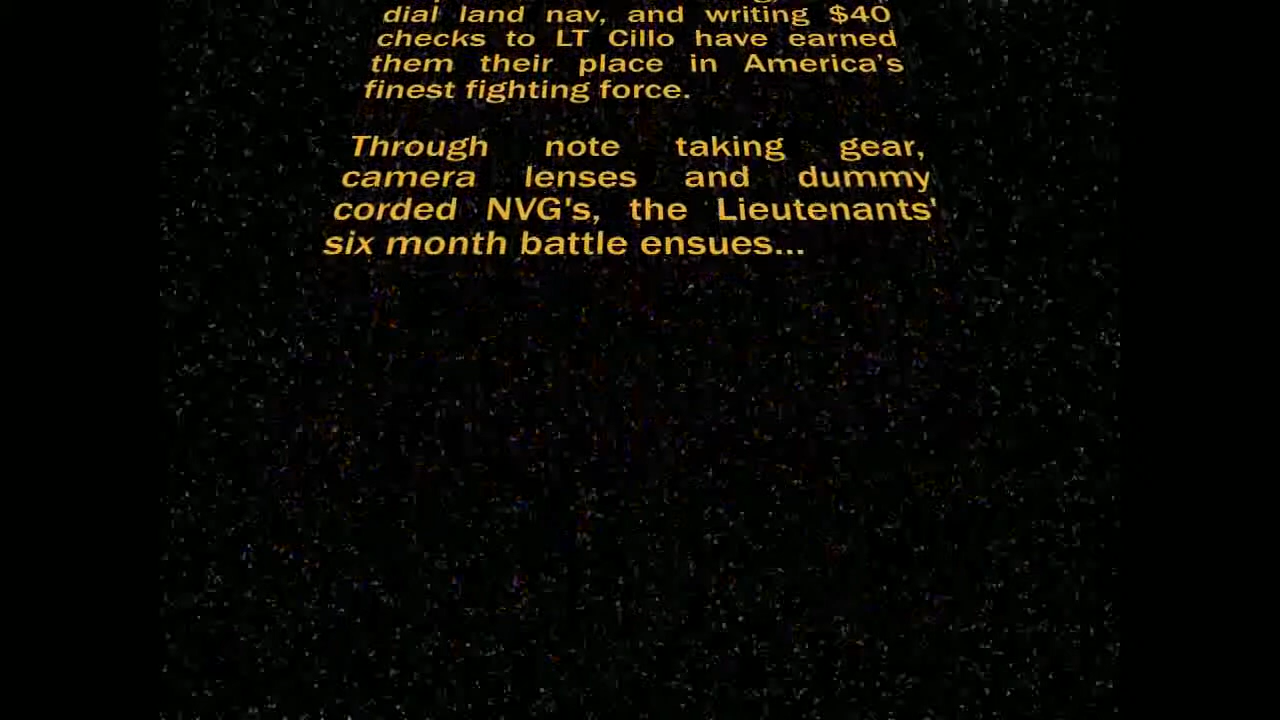 dial land nav, and writing $40
checks to LT Cillo have earned
them their place in America's
finest fighting force.
Through note taking gear,
camera lenses and dummy
corded NVG's, the Lieutenants'
six month battle ensues...